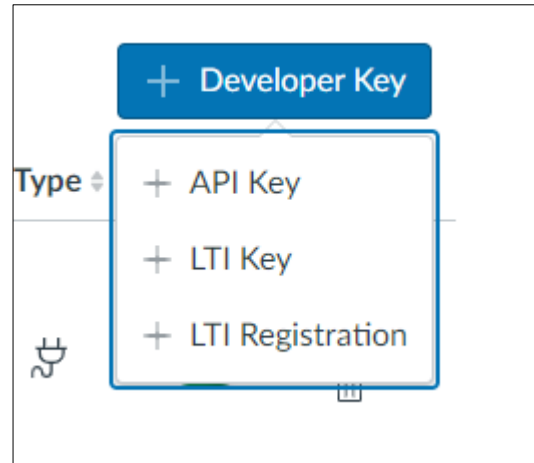 Developer Key
Type
API Key
LTI Key
LTI Registration